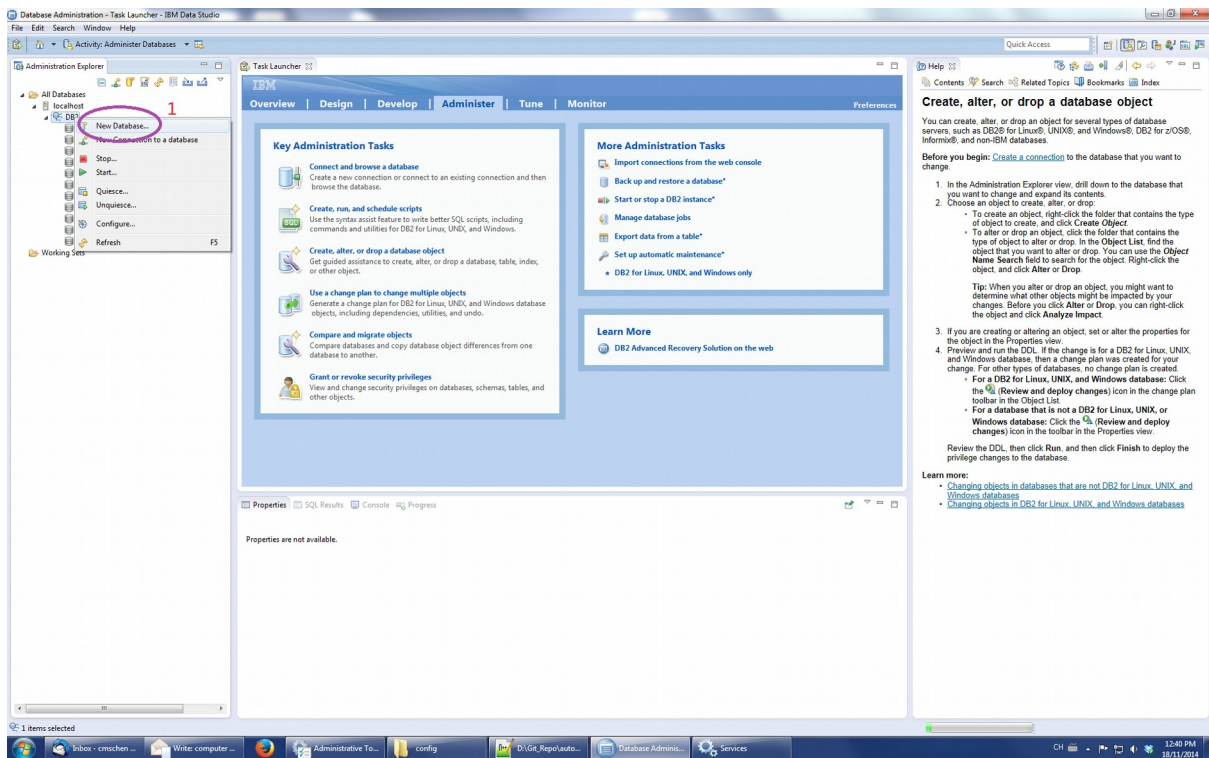 Database Administration - Task Launcher - IBM Data Studio
File Edit Search Window Help
Activity: Administer Databases
Quick Access
Administration Explorer
All Databases
localhost
1
New Database...
New Connection to a database
Stop...
Start...
Quiesce...
Unquiesce...
Configure...
Refresh F5
Working Sets
Task Launcher
IBM
Overview | Design | Develop | Administer | Tune | Monitor
Preferences
Key Administration Tasks
Connect and browse a database
Create a new connection or connect to an existing connection and then
browse the database.
Create, run, and schedule scripts
Use the syntax assist feature to write better SQL scripts, including
commands and utilities for DB2 for Linux, UNIX, and Windows.
Create, alter, or drop a database object
Get guided assistance to create, alter, or drop a database, table, index,
or other object.
Use a change plan to change multiple objects
Generate a change plan for DB2 for Linux, UNIX, and Windows database
objects, including dependencies, utilities, and undo.
Compare and migrate objects
Compare databases and copy database object differences from one
database to another.
Grant or revoke security privileges
View and change security privileges on databases, schemas, tables, and
other objects.
More Administration Tasks
Import connections from the web console
Back up and restore a database*
Start or stop a DB2 instance*
Manage database jobs
Export data from a table*
Set up automatic maintenance*
* DB2 for Linux, UNIX, and Windows only
Learn More
DB2 Advanced Recovery Solution on the web
Properties SQL Results Console Progress
Properties are not available.
Help
Contents Search Related Topics Bookmarks Index
Create, alter, or drop a database object
You can create, alter, or drop an object for several types of database
servers, such as DB2® for Linux®, UNIX®, and Windows®, DB2 for z/OS®,
Informix®, and non-IBM databases.
Before you begin: Create a connection to the database that you want to
change.
1. In the Administration Explorer view, drill down to the database that
you want to change and expand its contents.
2. Choose an object to create, alter, or drop:
• To create an object, right-click the folder that contains the type
of object to create, and click Create Object.
• To alter or drop an object, click the folder that contains the
type of object to alter or drop. In the Object List, find the
object that you want to alter or drop. You can use the Object
Name Search field to search for the object. Right-click the
object, and click Alter or Drop.
Tip: When you alter or drop an object, you might want to
determine what other objects might be impacted by your
changes. Before you click Alter or Drop, you can right-click
the object and click Analyze Impact.
3. If you are creating or altering an object, set or alter the properties for
the object in the Properties view.
4. Preview and run the DDL. If the change is for a DB2 for Linux, UNIX,
and Windows database, then a change plan was created for your
change. For other types of databases, no change plan is created.
• For a DB2 for Linux, UNIX, and Windows database: Click
the (Review and deploy changes) icon in the change plan
toolbar in the Object List.
• For a database that is not a DB2 for Linux, UNIX, or
Windows database: Click the (Review and deploy
changes) icon in the toolbar in the Properties view.
Review the DDL, then click Run, and then click Finish to deploy the
privilege changes to the database.
Learn more:
• Changing objects in databases that are not DB2 for Linux, UNIX, and
Windows databases
• Changing objects in DB2 for Linux, UNIX, and Windows databases
1 items selected
Inbox - cmschen ... Write: computer ... Administrative To... config D:\Git_Repo\auto... Database Adminis... Services
CH
12:40 PM
18/11/2014